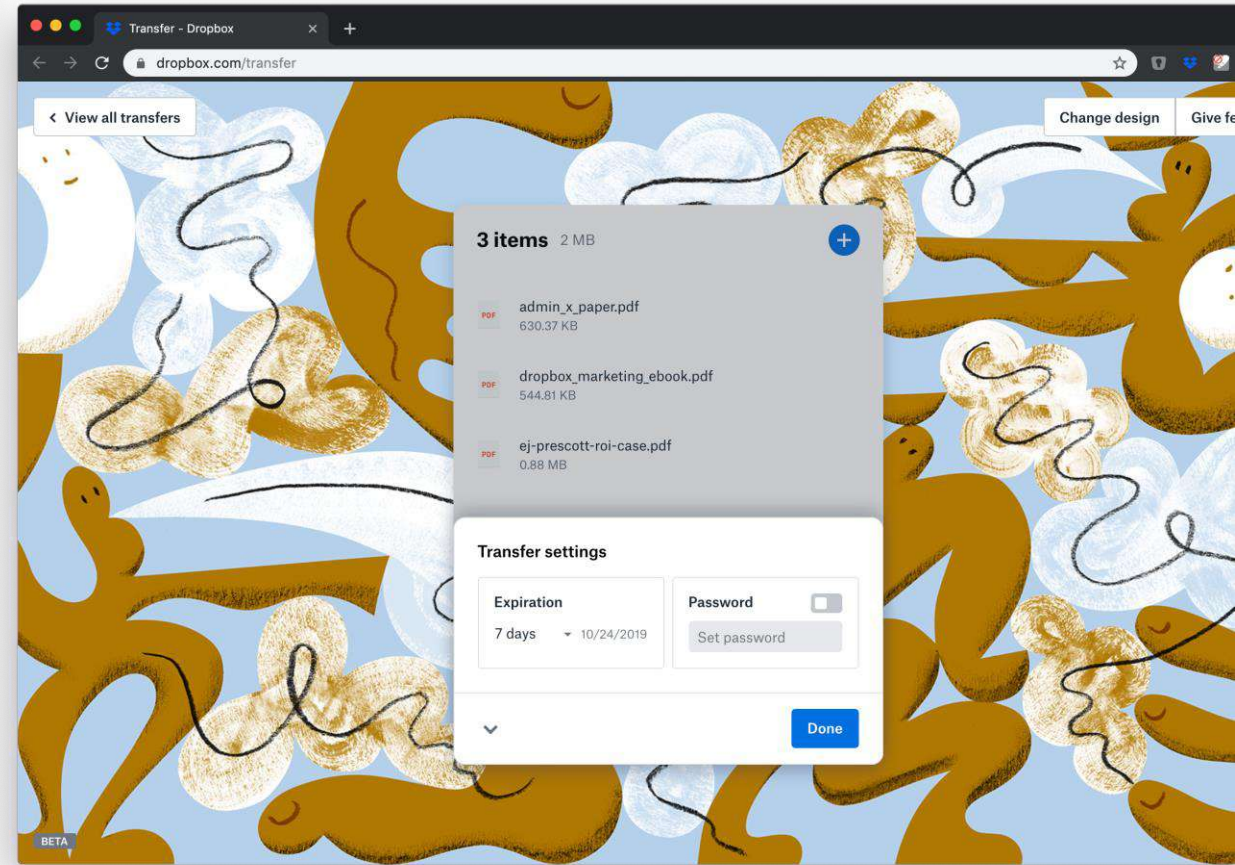 Transfer - Dropbox
dropbox.com/transfer
View all transfers
Change design
Give fe
3 items 2 MB
PDF
admin_x_paper.pdf
630.37 KB
PDF
dropbox_marketing_ebook.pdf
544.81 KB
PDF
ej-prescott-roi-case.pdf
0.88 MB
Transfer settings
Expiration
7 days 10/24/2019
Password
Set password
Done
BETA